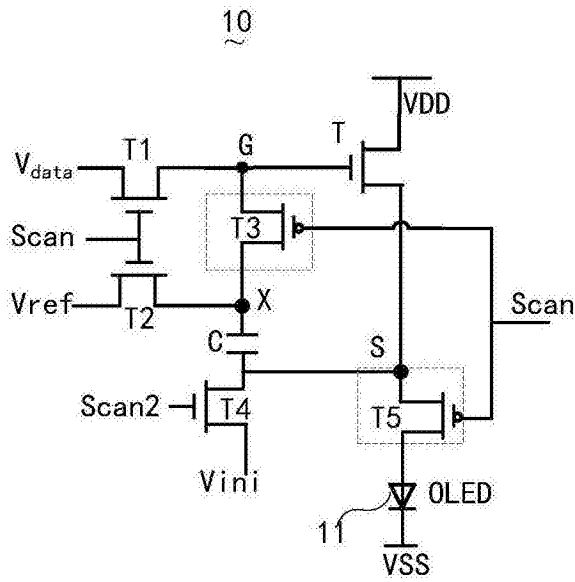 10
~
VDD
T
G
T1
Vdata
T3
Scan
X
Vref
T2
Scan
C
S
Scan2
T4
T5
Vini
OLED
11
VSS